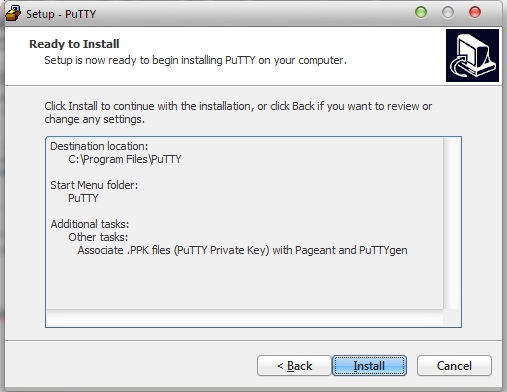 Setup - PuTTY
Ready to Install
Setup is now ready to begin installing PuTTY on your computer.
Click Install to continue with the installation, or click Back if you want to review or
change any settings.
Destination location:
C:\Program Files\PuTTY
Start Menu folder:
PuTTY
Additional tasks:
Other tasks:
Associate .PPK files (PuTTY Private Key) with Pageant and PuTTYgen
< Back
Install
Cancel